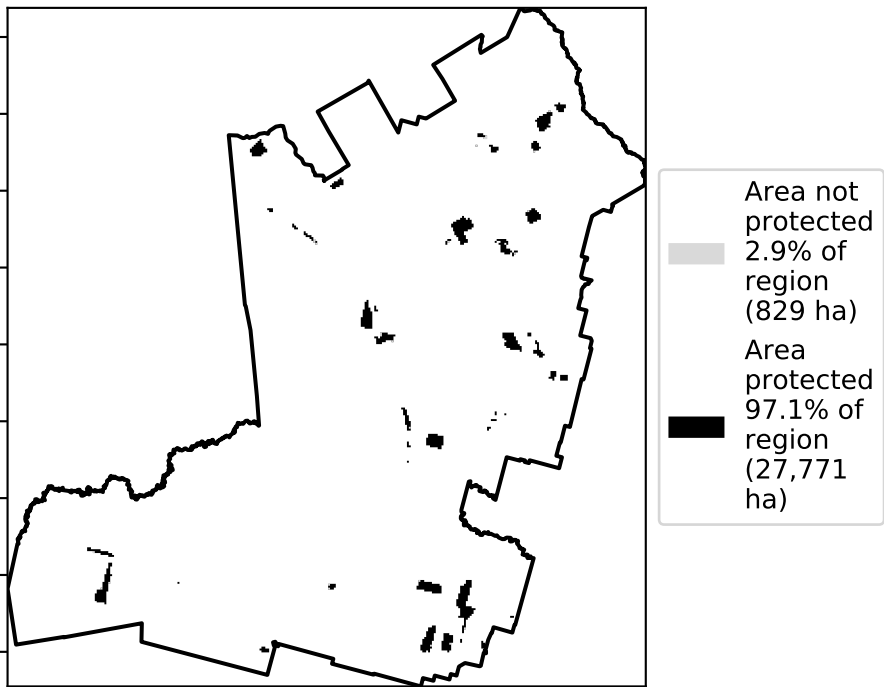 Area not
protected
2.9% of
region
(829 ha)
Area
protected
97.1% of
region
(27,771
ha)